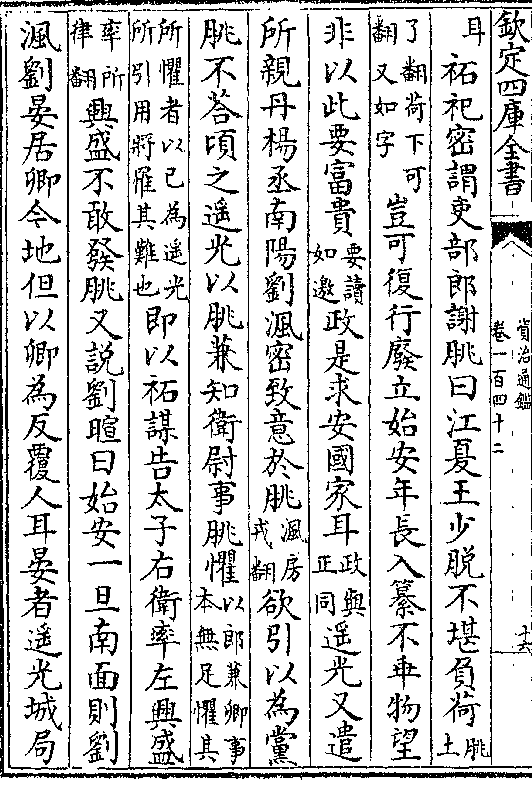 欽定四庫全書
資治通鑑
卷一百四十二
耳祏祀密謂吏部郎謝朓曰江夏王少脫不堪負荷朓土
了翻荷下可翻又如字豈可復行廢立始安年長入纂不乖物望
非以此要富貴要讀如邀政是求安國家耳政與正同遥光又遣
所親丹楊丞南陽劉渢密致意於朓渢房戎翻欲引以為黨
朓不荅頃之遥光以朓兼知衛尉事朓懼以郎兼卿事本無足懼其
所懼者以已為遥光所引用將罹其難也即以祏謀告太子右衛率左興盛
率所律翻興盛不敢發朓又說劉暄曰始安一旦南面則劉
渢劉晏居卿今地但以卿為反覆人耳晏者遥光城局